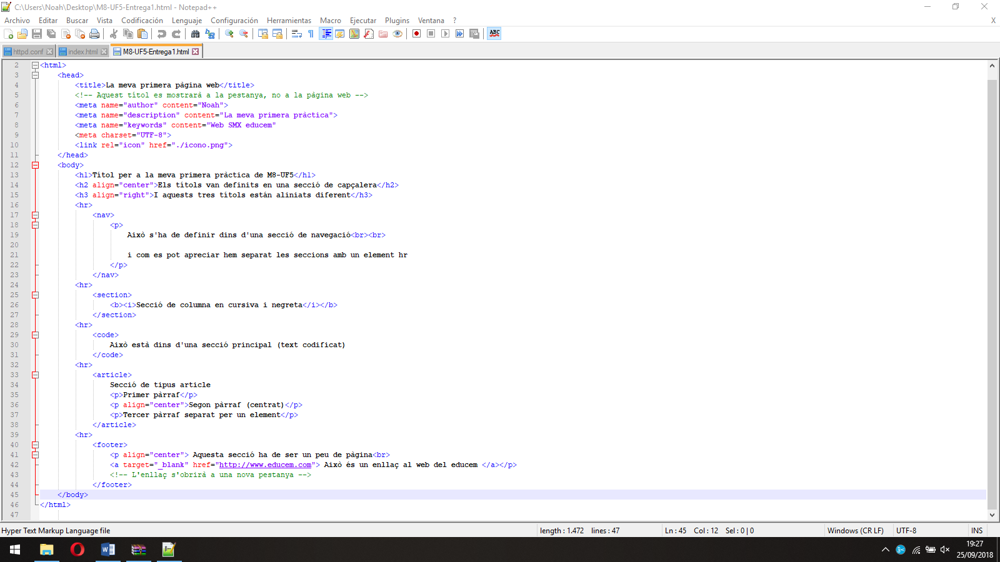 C:\Users\Noah\Desktop\M8-UF5-Entrega1.html - Notepad++
Archivo Editar Buscar Vista Codificación Lenguaje Configuración Herramientas Macro Ejecutar Plugins Ventana ? X
ABC
httpd.conf index.html M8-UF5-Entrega1.html
2 <html>
3 <head>
4 <title>La meva primera pàgina web</title>
5 <!-- Aquest títol es mostrarà a la pestanya, no a la pàgina web -->
6 <meta name="author" content="Noah">
7 <meta name="description" content="La meva primera pràctica">
8 <meta name="keywords" content="Web SMX educem"
9 <meta charset="UTF-8">
10 <link rel="icon" href="./icono.png">
11 </head>
12 <body>
13 <h1>Títol per a la meva primera pràctica de M8-UF5</h1>
14 <h2 align="center">Els títols van definits en una secció de capçalera</h2>
15 <h3 align="right">I aquests tres títols están aliniats diferent</h3>
16 <hr>
17 <nav>
18 <p>
19 Això s'ha de definir dins d'una secció de navegació<br><br>
20
21 i com es pot apreciar hem separat les seccions amb un element hr
22 </p>
23 </nav>
24 <hr>
25 <section>
26 <b><i>Secció de columna en cursiva i negreta</i></b>
27 </section>
28 <hr>
29 <code>
30 Això està dins d'una secció principal (text codificat)
31 </code>
32 <hr>
33 <article>
34 Secció de tipus article
35 <p>Primer pàrraf</p>
36 <p align="center">Segon pàrraf (centrat)</p>
37 <p>Tercer pàrraf separat per un element</p>
38 </article>
39 <hr>
40 <footer>
41 <p align="center"> Aquesta secció ha de ser un peu de pàgina<br>
42 <a target="_blank" href="http://www.educem.com"> Això és un enllaç al web del educem </a></p>
43 <!-- L'enllaç s'obrirà a una nova pestanya -->
44 </footer>
45 </body>
46 </html>
47
Hyper Text Markup Language file length : 1.472 lines : 47 Ln : 45 Col : 12 Sel : 0 | 0 Windows (CR LF) UTF-8 INS
19:27
25/09/2018